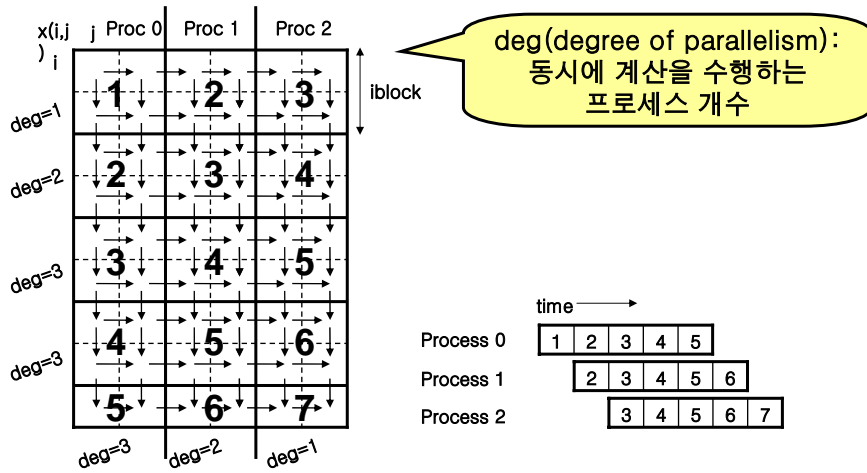 x(i,j
)
j
i
Proc 0
Proc 1
Proc 2
iblock
deg(degree of parallelism):
동시에 계산을 수행하는
프로세스 개수
1 2 3
deg=1
2 3 4
deg=2
3 4 5
deg=3
4 5 6
deg=3
5 6 7
deg=3
deg=2
deg=1
time
Process 0 1 2 3 4 5
Process 1 2 3 4 5 6
Process 2 3 4 5 6 7